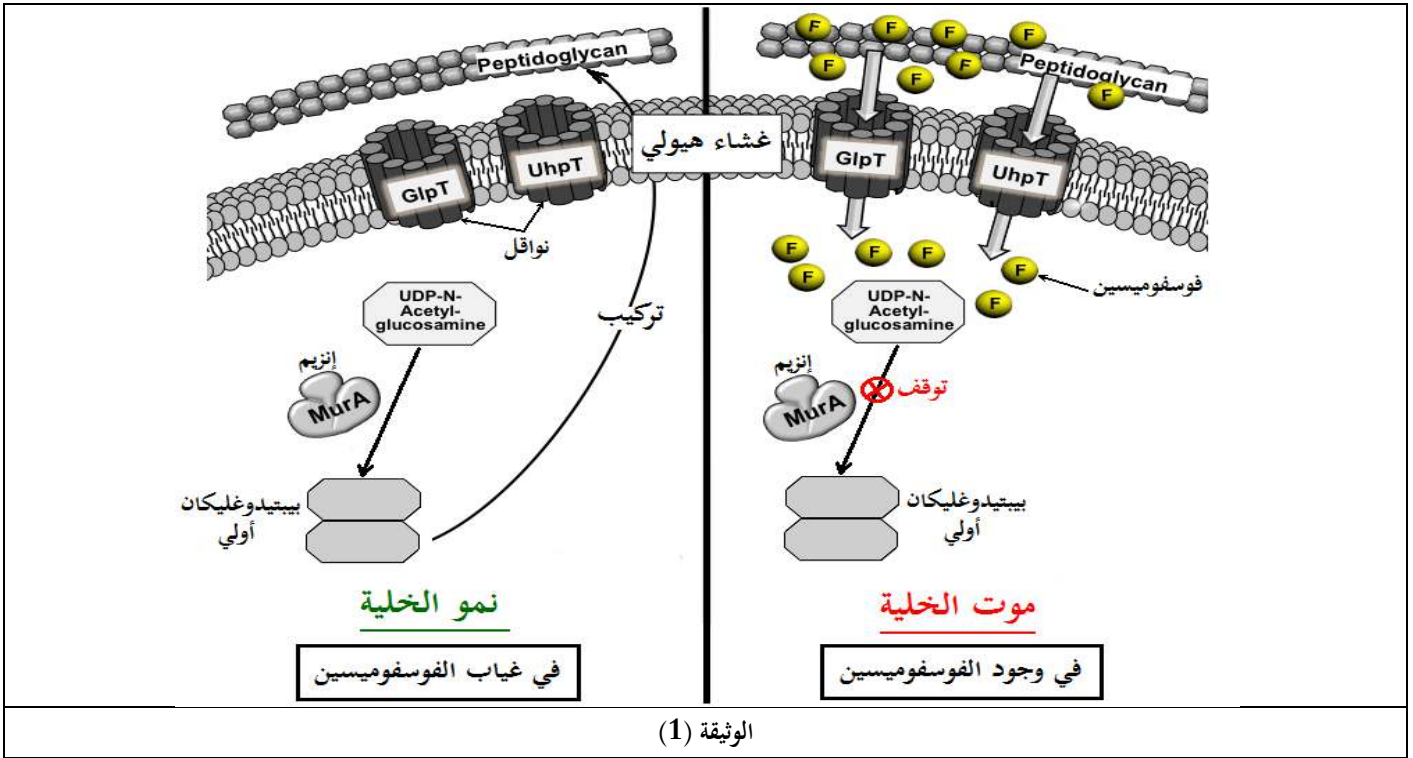 Peptidoglycan
GlpT
UhpT
غشاء هيولي
نواقل
UDP-N-
Acetyl-
glucosamine
تركيب
إنزيم
MurA
بيبتيدوغليكان
أولي
نمو الخلية
في غياب الفوسفوميسين
F
F
F
F
F
F
F
F
Peptidoglycan
GlpT
UhpT
F
F
F
F
F
F
فوسفوميسين
UDP-N-
Acetyl-
glucosamine
إنزيم
MurA
توقف
بيبتيدوغليكان
أولي
موت الخلية
في وجود الفوسفوميسين
الوثيقة (1)